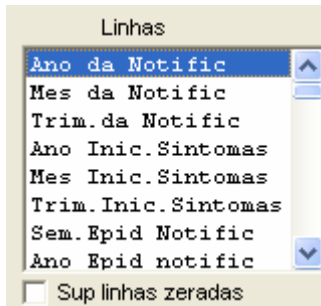 Linhas
Ano da Notific
Mes da Notific
Trim.da Notific
Ano Inic.Sintomas
Mes Inic.Sintomas
Trim.Inic.Sintomas
Sem.Epid Notific
Ano Epid notific
Sup linhas zeradas